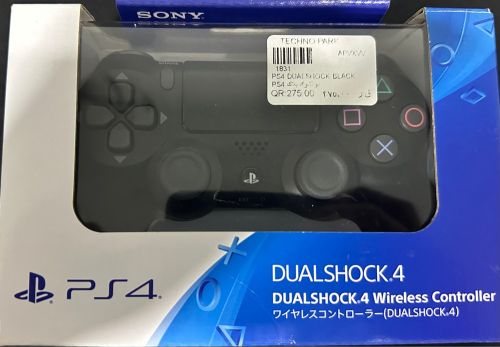 SONY
TECHNO PARK
1831
PS4 DUALSHOCK BLACK
QR 275.00
PS4
DUALSHOCK®4
DUALSHOCK®4 Wireless Controller
ワイヤレスコントローラー(DUALSHOCK®4)